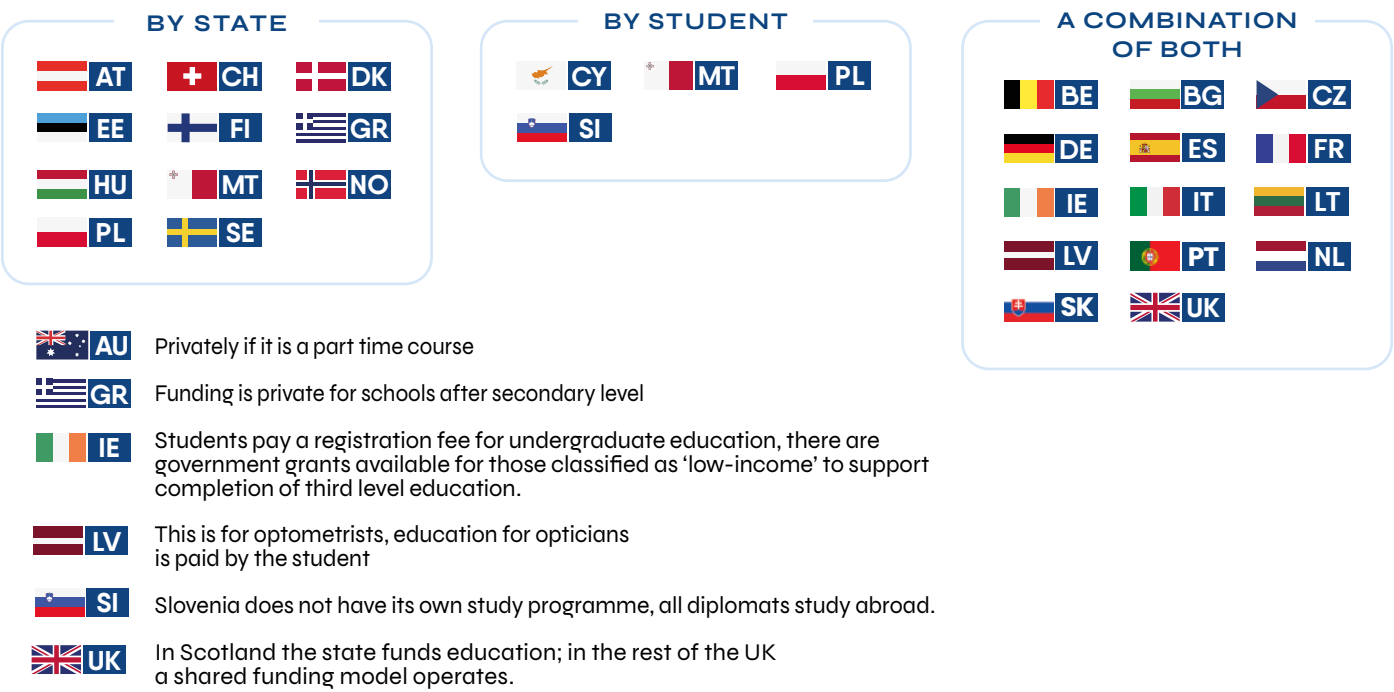 BY STATE
AT CH DK
EE FI GR
HU MT NO
PL SE
BY STUDENT
CY MT PL
SI
A COMBINATION
OF BOTH
BE BG CZ
DE ES FR
IE IT LT
LV PT NL
SK UK
AU Privately if it is a part time course
GR Funding is private for schools after secondary level
IE Students pay a registration fee for undergraduate education, there are
government grants available for those classified as ‘low-income’ to support
completion of third level education.
LV This is for optometrists, education for opticians
is paid by the student
SI Slovenia does not have its own study programme, all diplomats study abroad.
UK In Scotland the state funds education; in the rest of the UK
a shared funding model operates.